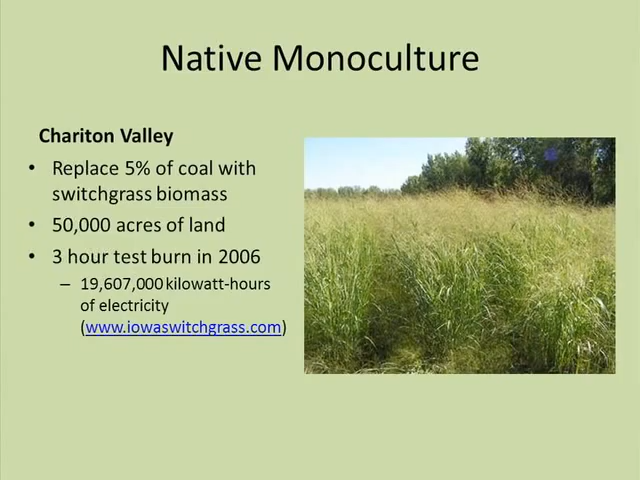 Native Monoculture
Chariton Valley
• Replace 5% of coal with
switchgrass biomass
• 50,000 acres of land
• 3 hour test burn in 2006
– 19,607,000 kilowatt-hours
of electricity
(www.iowaswitchgrass.com)